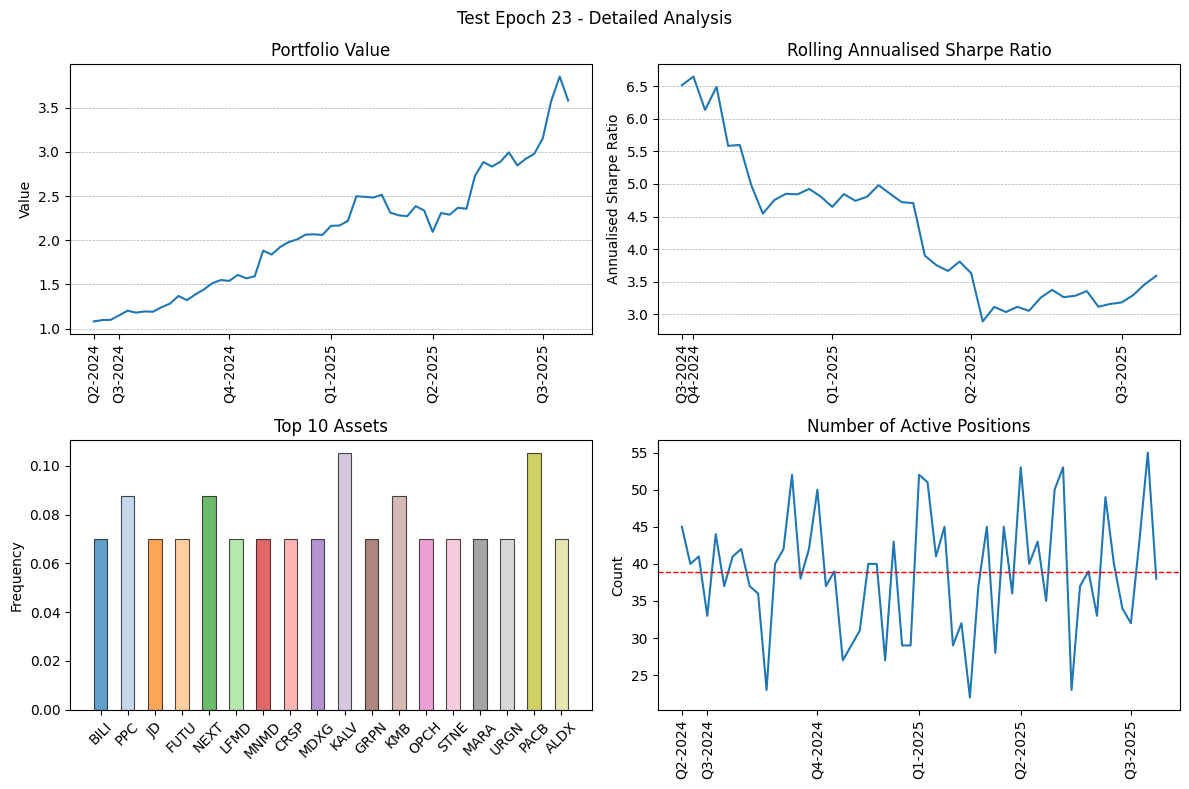 Test Epoch 23 - Detailed Analysis
Portfolio Value
Value
3.5
3.0
2.5
2.0
1.5
1.0
Q2-2024
Q3-2024
Q4-2024
Q1-2025
Q2-2025
Q3-2025
Rolling Annualised Sharpe Ratio
Annualised Sharpe Ratio
6.5
6.0
5.5
5.0
4.5
4.0
3.5
3.0
Q3-2024
Q4-2024
Q1-2025
Q2-2025
Q3-2025
Top 10 Assets
Frequency
0.10
0.08
0.06
0.04
0.02
0.00
BILI
PPC
JD
FUTU
NEXT
LFMD
MNMD
CRSP
MDXG
KALV
GRPN
KMB
OPCH
STNE
MARA
URGN
PACB
ALDX
Number of Active Positions
Count
55
50
45
40
35
30
25
Q2-2024
Q3-2024
Q4-2024
Q1-2025
Q2-2025
Q3-2025